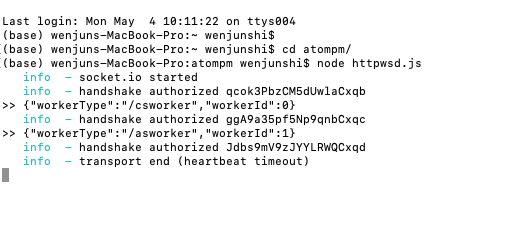 Last login: Mon May  4 10:11:22 on ttys004
(base) wenjuns-MacBook-Pro:~ wenjunshi$
[(base) wenjuns-MacBook-Pro:~ wenjunshi$ cd atompm/
[(base) wenjuns-MacBook-Pro:atompm wenjunshi$ node httpwsd.js
   info  - socket.io started
   info  - handshake authorized qcok3PbzCM5dUwlaCxqb
>> {"workerType":"/csworker","workerId":0}
   info  - handshake authorized ggA9a35pf5Np9qnbCxqc
>> {"workerType":"/asworker","workerId":1}
   info  - handshake authorized Jdbs9mV9zJYYLRWQCxqd
   info  - transport end (heartbeat timeout)